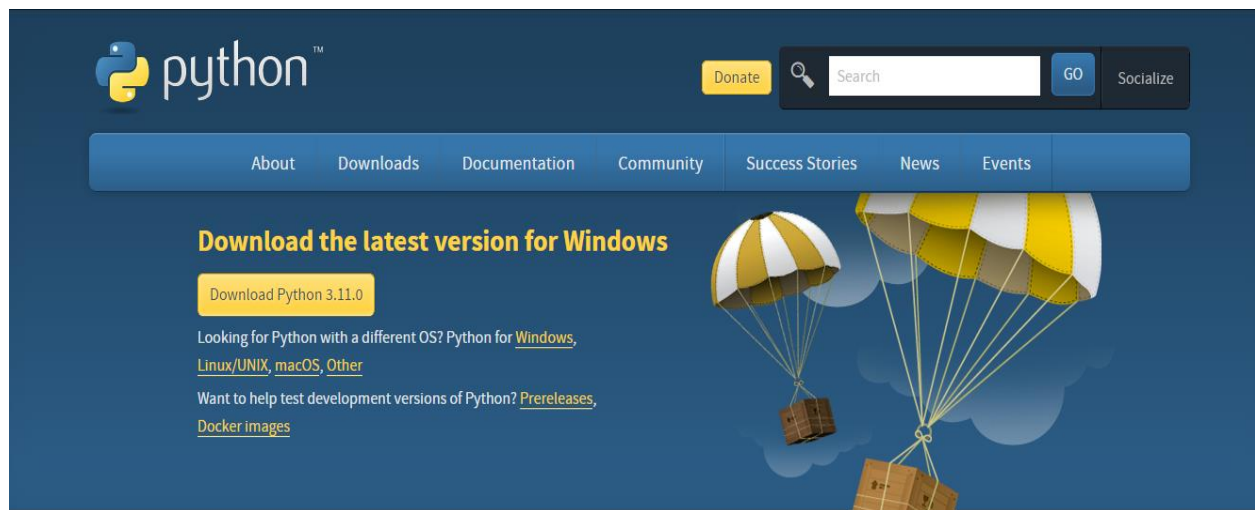 python™
Donate
Search
GO
Socialize
About
Downloads
Documentation
Community
Success Stories
News
Events
Download the latest version for Windows
Download Python 3.11.0
Looking for Python with a different OS? Python for Windows,
Linux/UNIX, macOS, Other
Want to help test development versions of Python? Prereleases,
Docker images